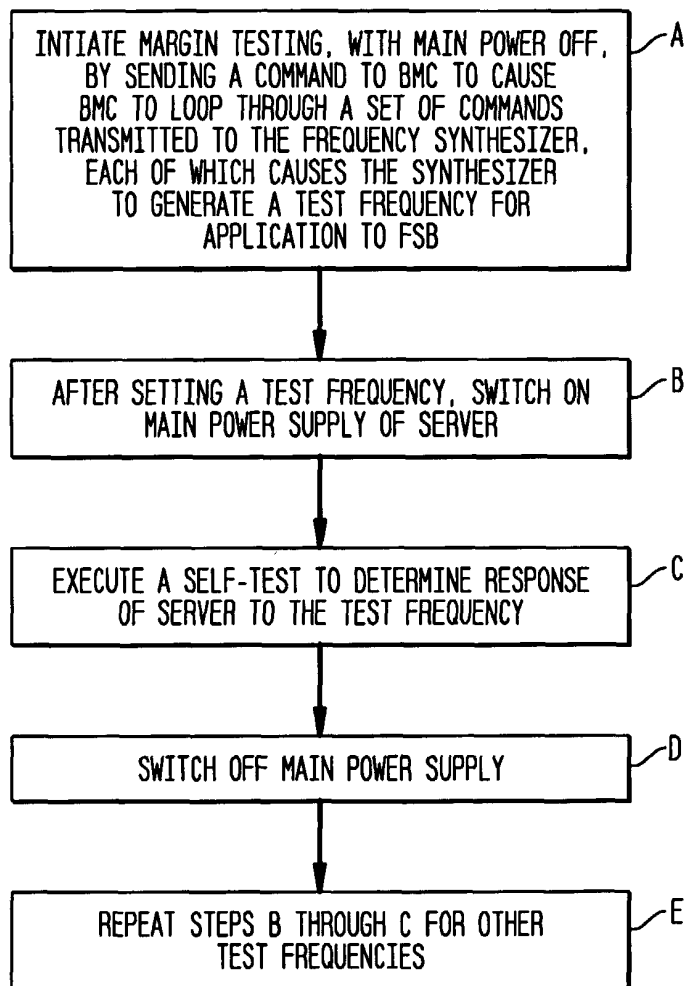 INTIATE MARGIN TESTING, WITH MAIN POWER OFF,
BY SENDING A COMMAND TO BMC TO CAUSE
BMC TO LOOP THROUGH A SET OF COMMANDS
TRANSMITTED TO THE FREQUENCY SYNTHESIZER,
EACH OF WHICH CAUSES THE SYNTHESIZER
TO GENERATE A TEST FREQUENCY FOR
APPLICATION TO FSB
A
AFTER SETTING A TEST FREQUENCY, SWITCH ON
MAIN POWER SUPPLY OF SERVER
B
EXECUTE A SELF-TEST TO DETERMINE RESPONSE
OF SERVER TO THE TEST FREQUENCY
C
SWITCH OFF MAIN POWER SUPPLY
D
REPEAT STEPS B THROUGH C FOR OTHER
TEST FREQUENCIES
E